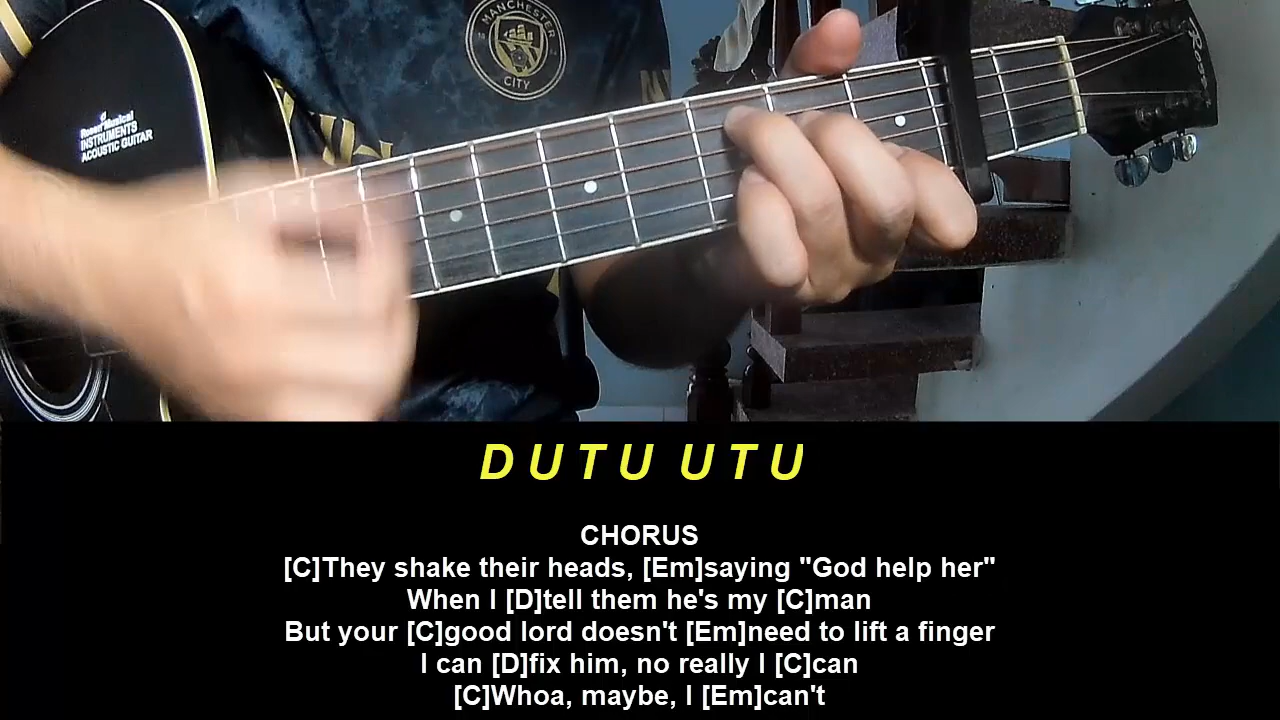 MANCHESTER
CITY
Rosen Musical
INSTRUMENTS
ACOUSTIC GUITAR
D U T U U T U
CHORUS
[C]They shake their heads, [Em]saying "God help her"
When I [D]tell them he's my [C]man
But your [C]good lord doesn't [Em]need to lift a finger
I can [D]fix him, no really I [C]can
[C]Whoa, maybe, I [Em]can't